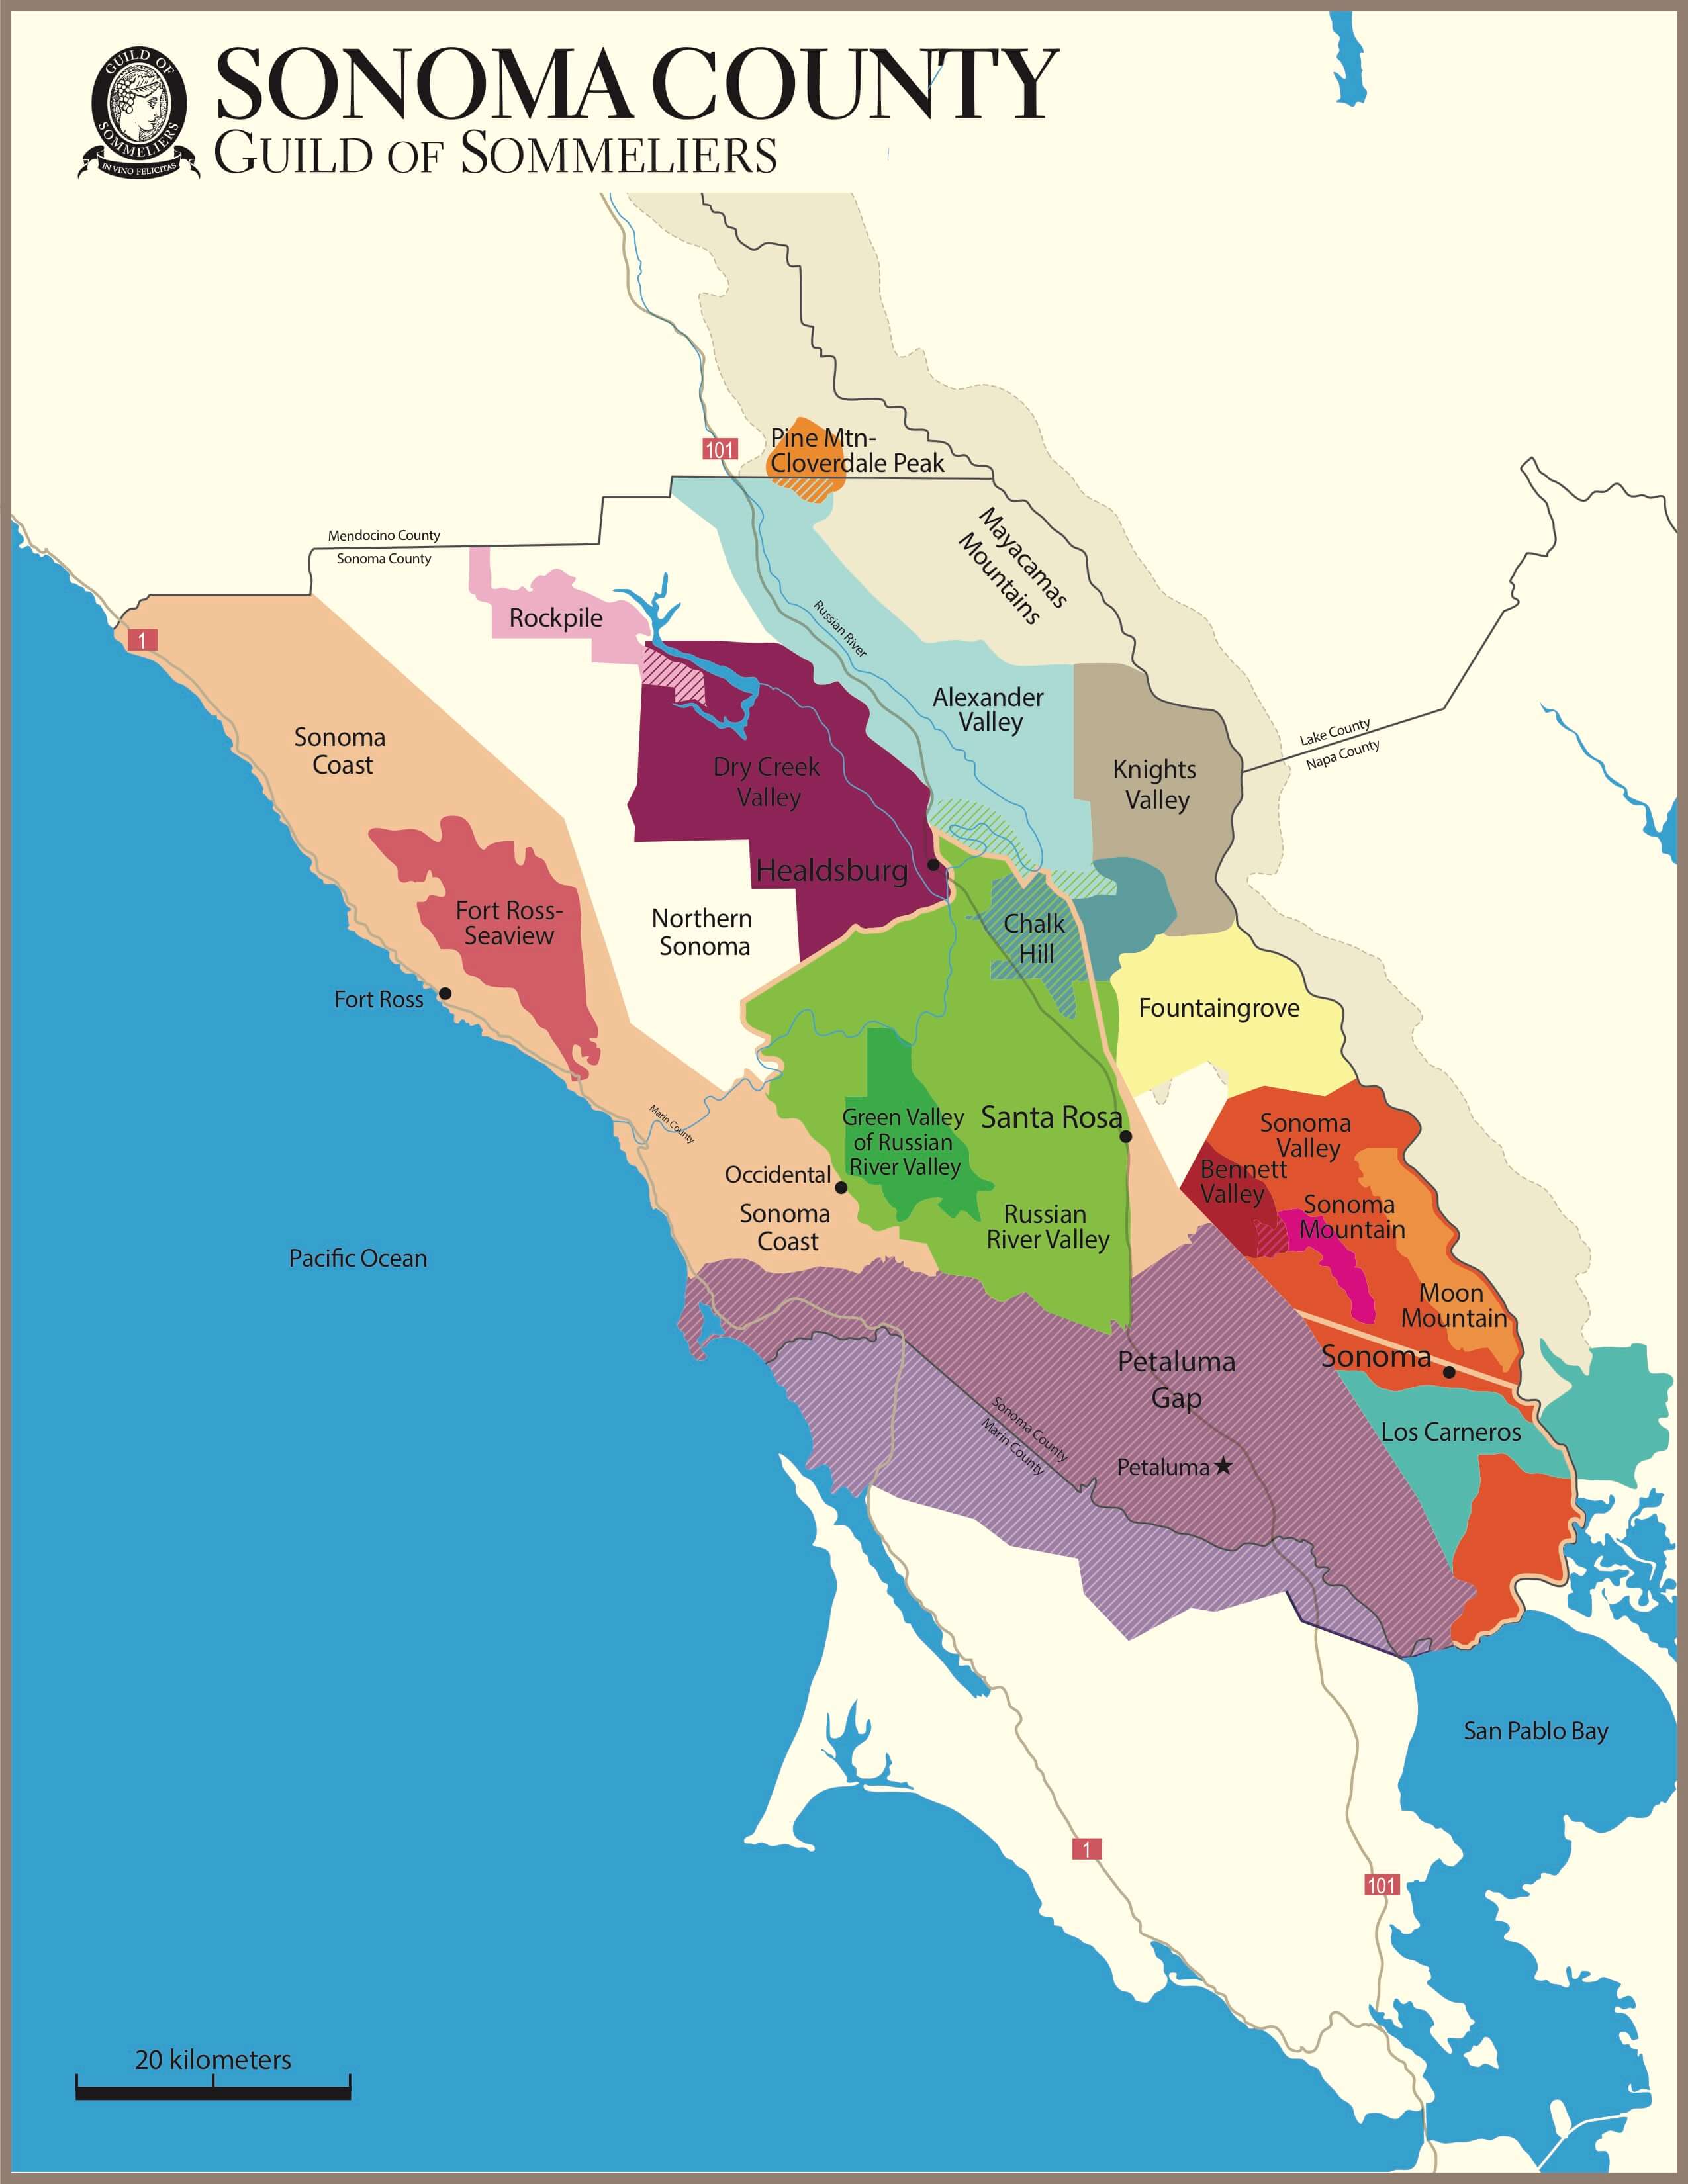 GUILD OF
SOMMELIERS
IN VINO FELICITAS
SONOMA COUNTY
GUILD OF SOMMELIERS
Pine Mtn-
Cloverdale Peak
101
Mayacamas
Mountains
Mendocino County
Sonoma County
Rockpile
1
Russian River
Alexander
Valley
Sonoma
Coast
Lake County
Napa County
Dry Creek
Valley
Knights
Valley
Healdsburg
Fort Ross-
Seaview
Northern
Sonoma
Chalk
Hill
Fort Ross
Fountaingrove
Marin County
Green Valley
of Russian
River Valley
Santa Rosa
Sonoma
Valley
Bennett
Valley
Occidental
Sonoma
Mountain
Sonoma
Coast
Russian
River Valley
Pacific Ocean
Moon
Mountain
Petaluma
Gap
Sonoma
Sonoma County
Marin County
Los Carneros
Petaluma
San Pablo Bay
1
101
20 kilometers